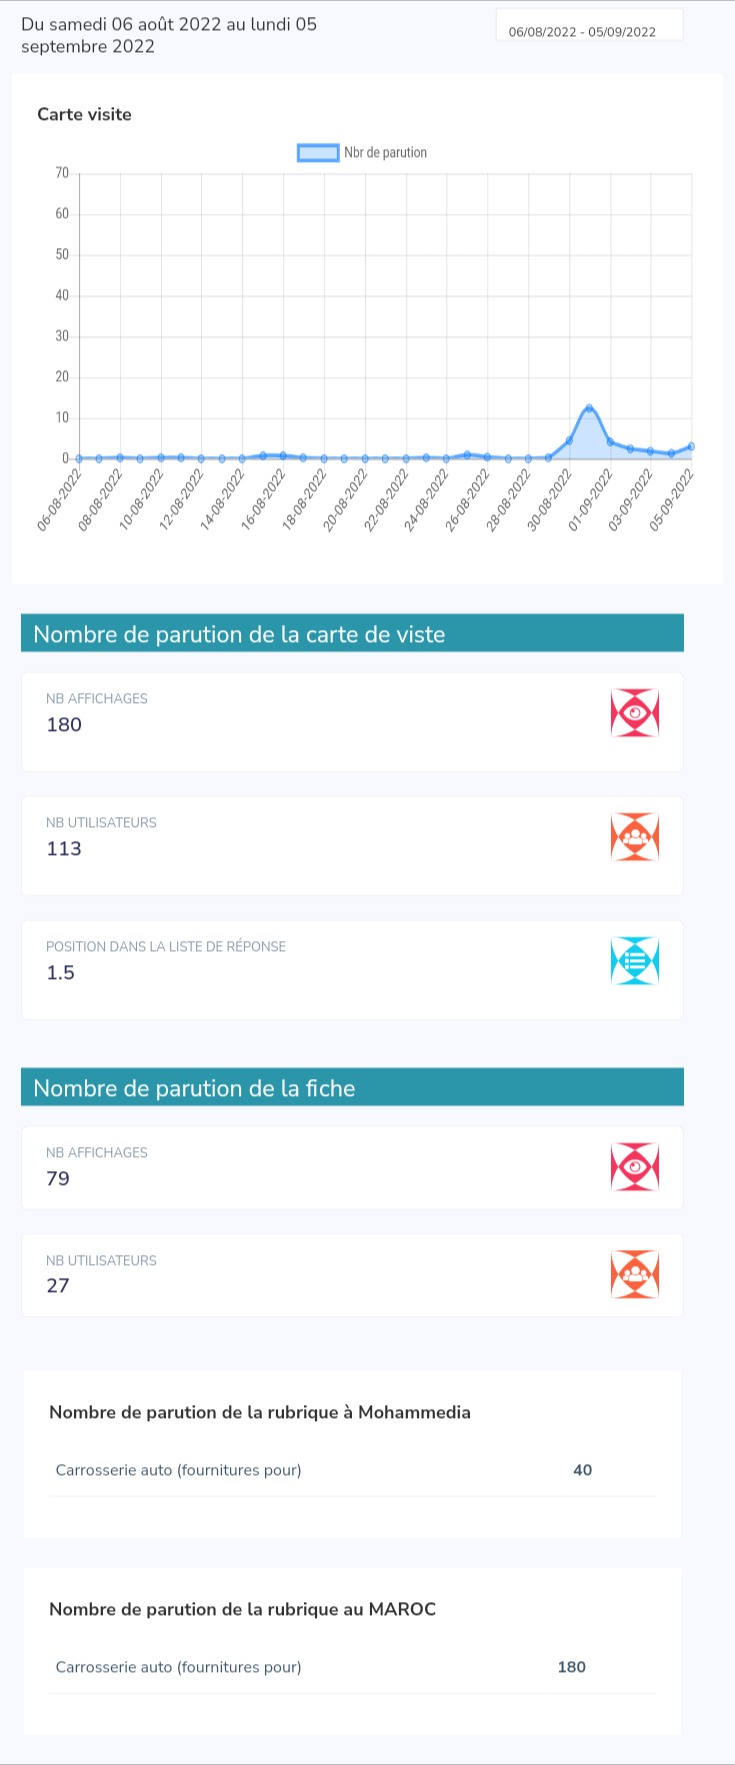 Du samedi 06 août 2022 au lundi 05
septembre 2022
06/08/2022 - 05/09/2022
Carte visite
Nbr de parution
70
60
50
40
30
20
10
0
06-08-2022
08-08-2022
10-08-2022
12-08-2022
14-08-2022
16-08-2022
18-08-2022
20-08-2022
22-08-2022
24-08-2022
26-08-2022
28-08-2022
30-08-2022
01-09-2022
03-09-2022
05-09-2022
Nombre de parution de la carte de viste
NB AFFICHAGES
180
NB UTILISATEURS
113
POSITION DANS LA LISTE DE RÉPONSE
1.5
Nombre de parution de la fiche
NB AFFICHAGES
79
NB UTILISATEURS
27
Nombre de parution de la rubrique à Mohammedia
Carrosserie auto (fournitures pour) 40
Nombre de parution de la rubrique au MAROC
Carrosserie auto (fournitures pour) 180